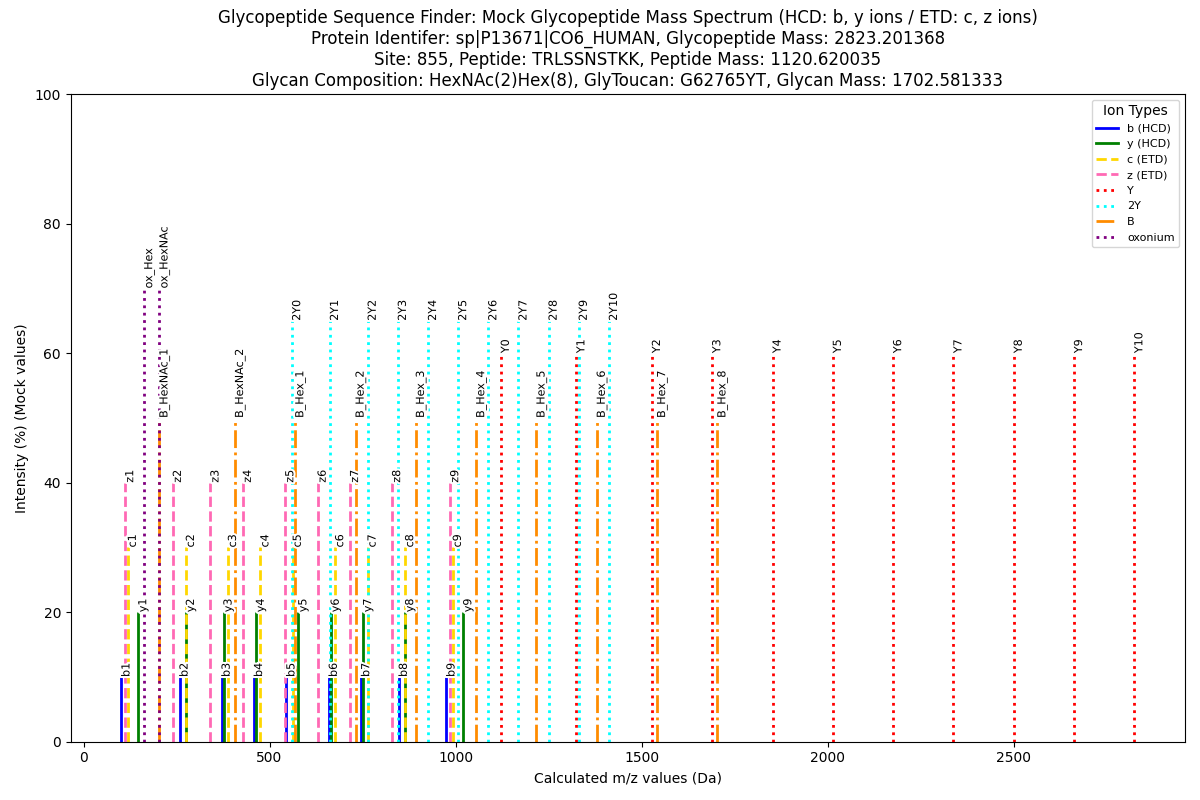 Glycopeptide Sequence Finder: Mock Glycopeptide Mass Spectrum (HCD: b, y ions / ETD: c, z ions)
Protein Identifer: sp|P13671|CO6_HUMAN, Glycopeptide Mass: 2823.201368
Site: 855, Peptide: TRLSSNSTKK, Peptide Mass: 1120.620035
Glycan Composition: HexNAc(2)Hex(8), GlyToucan: G62765YT, Glycan Mass: 1702.581333
Intensity (%) (Mock values)
100
80
60
40
20
0
Ion Types
b (HCD)
y (HCD)
c (ETD)
z (ETD)
Y
2Y
B
oxonium
ox_Hex
ox_HexNAc
2Y0
2Y1
2Y2
2Y3
2Y4
2Y5
2Y6
2Y7
2Y8
2Y9
2Y10
Y0
Y1
Y2
Y3
Y4
Y5
Y6
Y7
Y8
Y9
Y10
B_HexNAc_1
B_HexNAc_2
B_Hex_1
B_Hex_2
B_Hex_3
B_Hex_4
B_Hex_5
B_Hex_6
B_Hex_7
B_Hex_8
z1
z2
z3
z4
z5
z6
z7
z8
z9
c1
c2
c3
c4
c5
c6
c7
c8
c9
y1
y2
y3
y4
y5
y6
y7
y8
y9
b1
b2
b3
b4
b5
b6
b7
b8
b9
0
500
1000
1500
2000
2500
Calculated m/z values (Da)